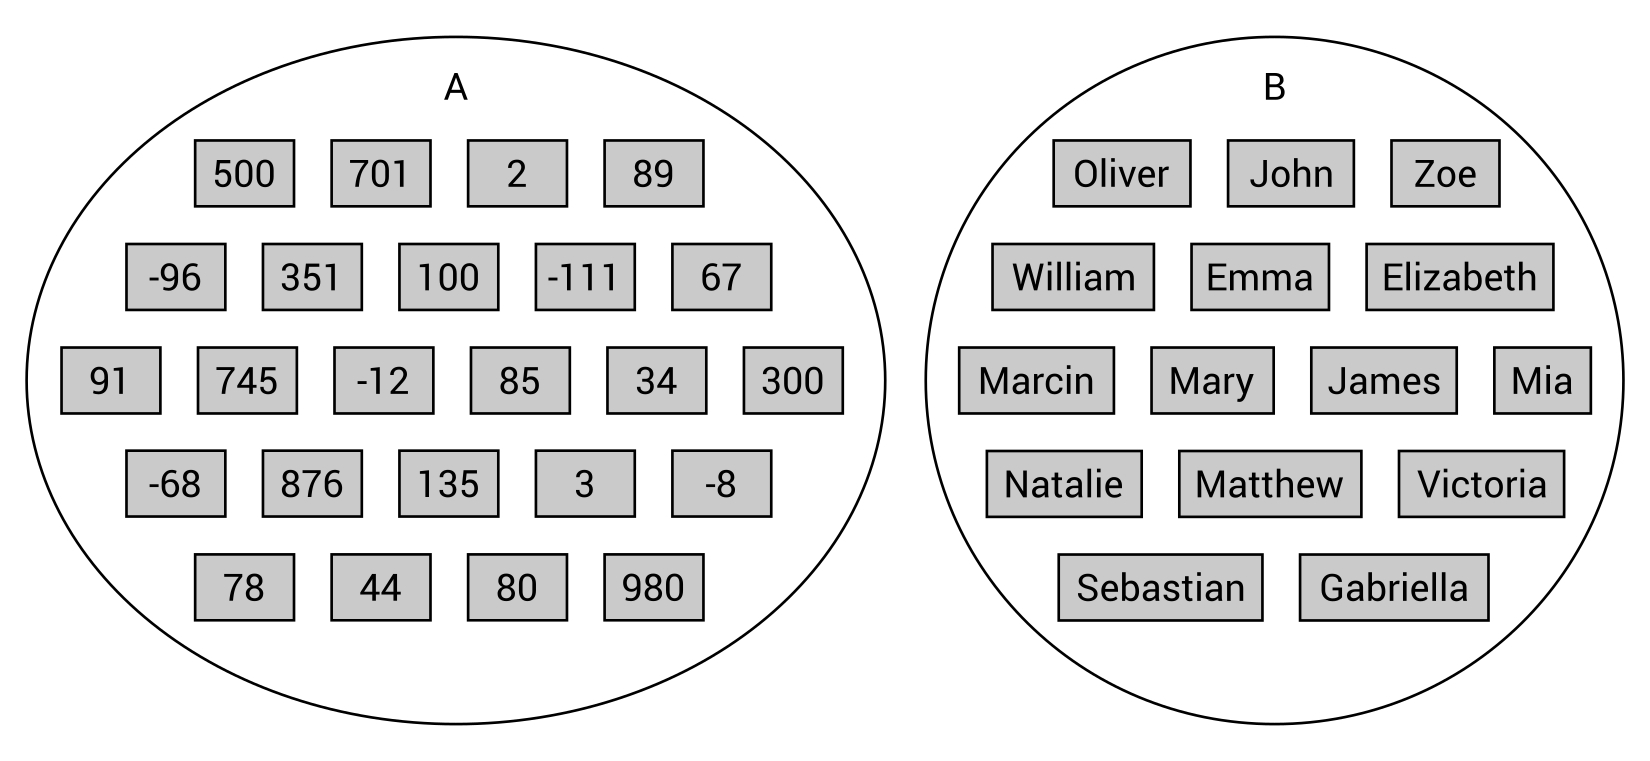 A
500 701 2 89
-96 351 100 -111 67
91 745 -12 85 34 300
-68 876 135 3 -8
78 44 80 980
B
Oliver John Zoe
William Emma Elizabeth
Marcin Mary James Mia
Natalie Matthew Victoria
Sebastian Gabriella